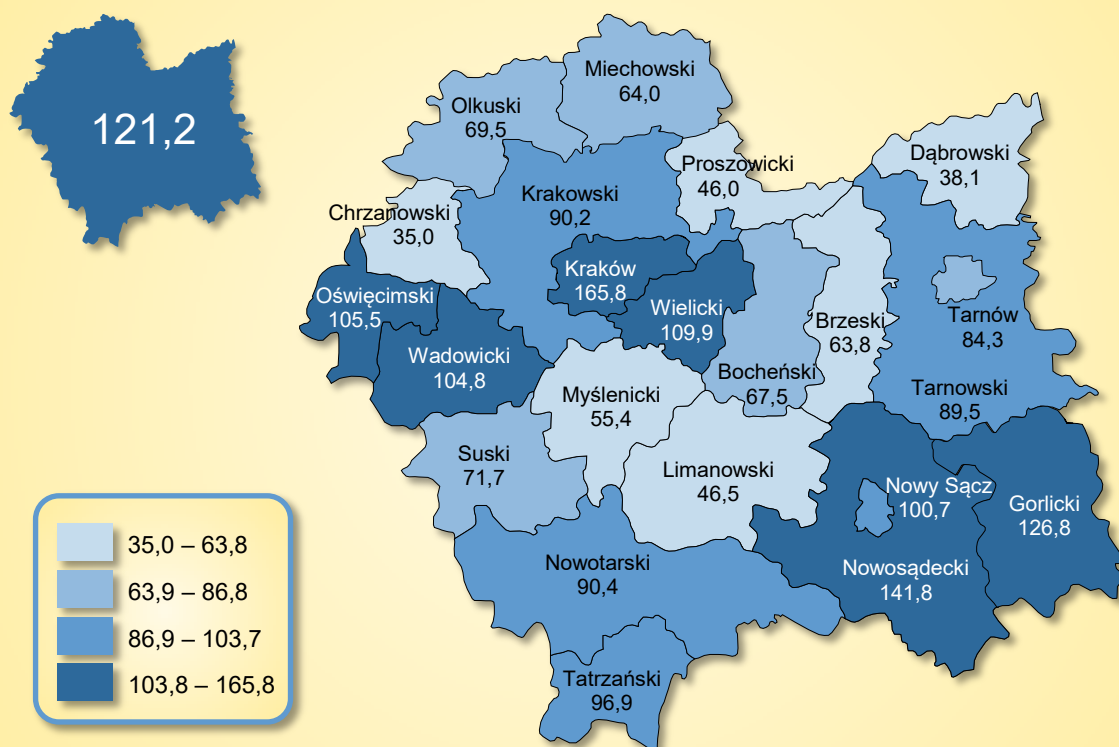 121,2
Miechowski
64,0
Olkuski
69,5
Proszowicki
46,0
Dąbrowski
38,1
Krakowski
90,2
Chrzanowski
35,0
Kraków
165,8
Oświęcimski
105,5
Wielicki
109,9
Brzeski
63,8
Tarnów
84,3
Wadowicki
104,8
Bocheński
67,5
Myślenicki
55,4
Tarnowski
89,5
Suski
71,7
Limanowski
46,5
Nowy Sącz
100,7
Gorlicki
126,8
Nowotarski
90,4
Nowosądecki
141,8
Tatrzański
96,9
35,0 – 63,8
63,9 – 86,8
86,9 – 103,7
103,8 – 165,8